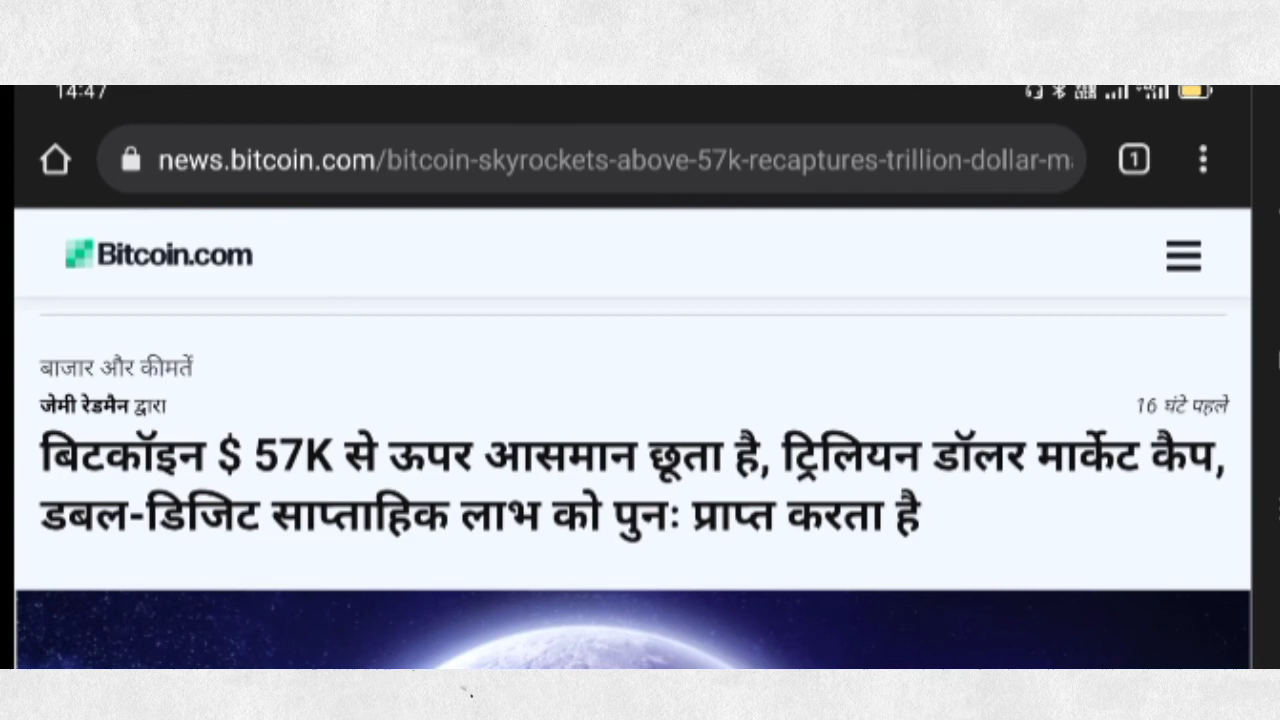 14:47
news.bitcoin.com/bitcoin-skyrockets-above-57k-recaptures-trillion-dollar-m
1
Bitcoin.com
बाजार और कीमतें
जेमी रेडमैन द्वारा
16 घंटे पहले
बिटकॉइन $ 57K से ऊपर आसमान छूता है, ट्रिलियन डॉलर मार्केट कैप,
डबल-डिजिट साप्ताहिक लाभ को पुनः प्राप्त करता है